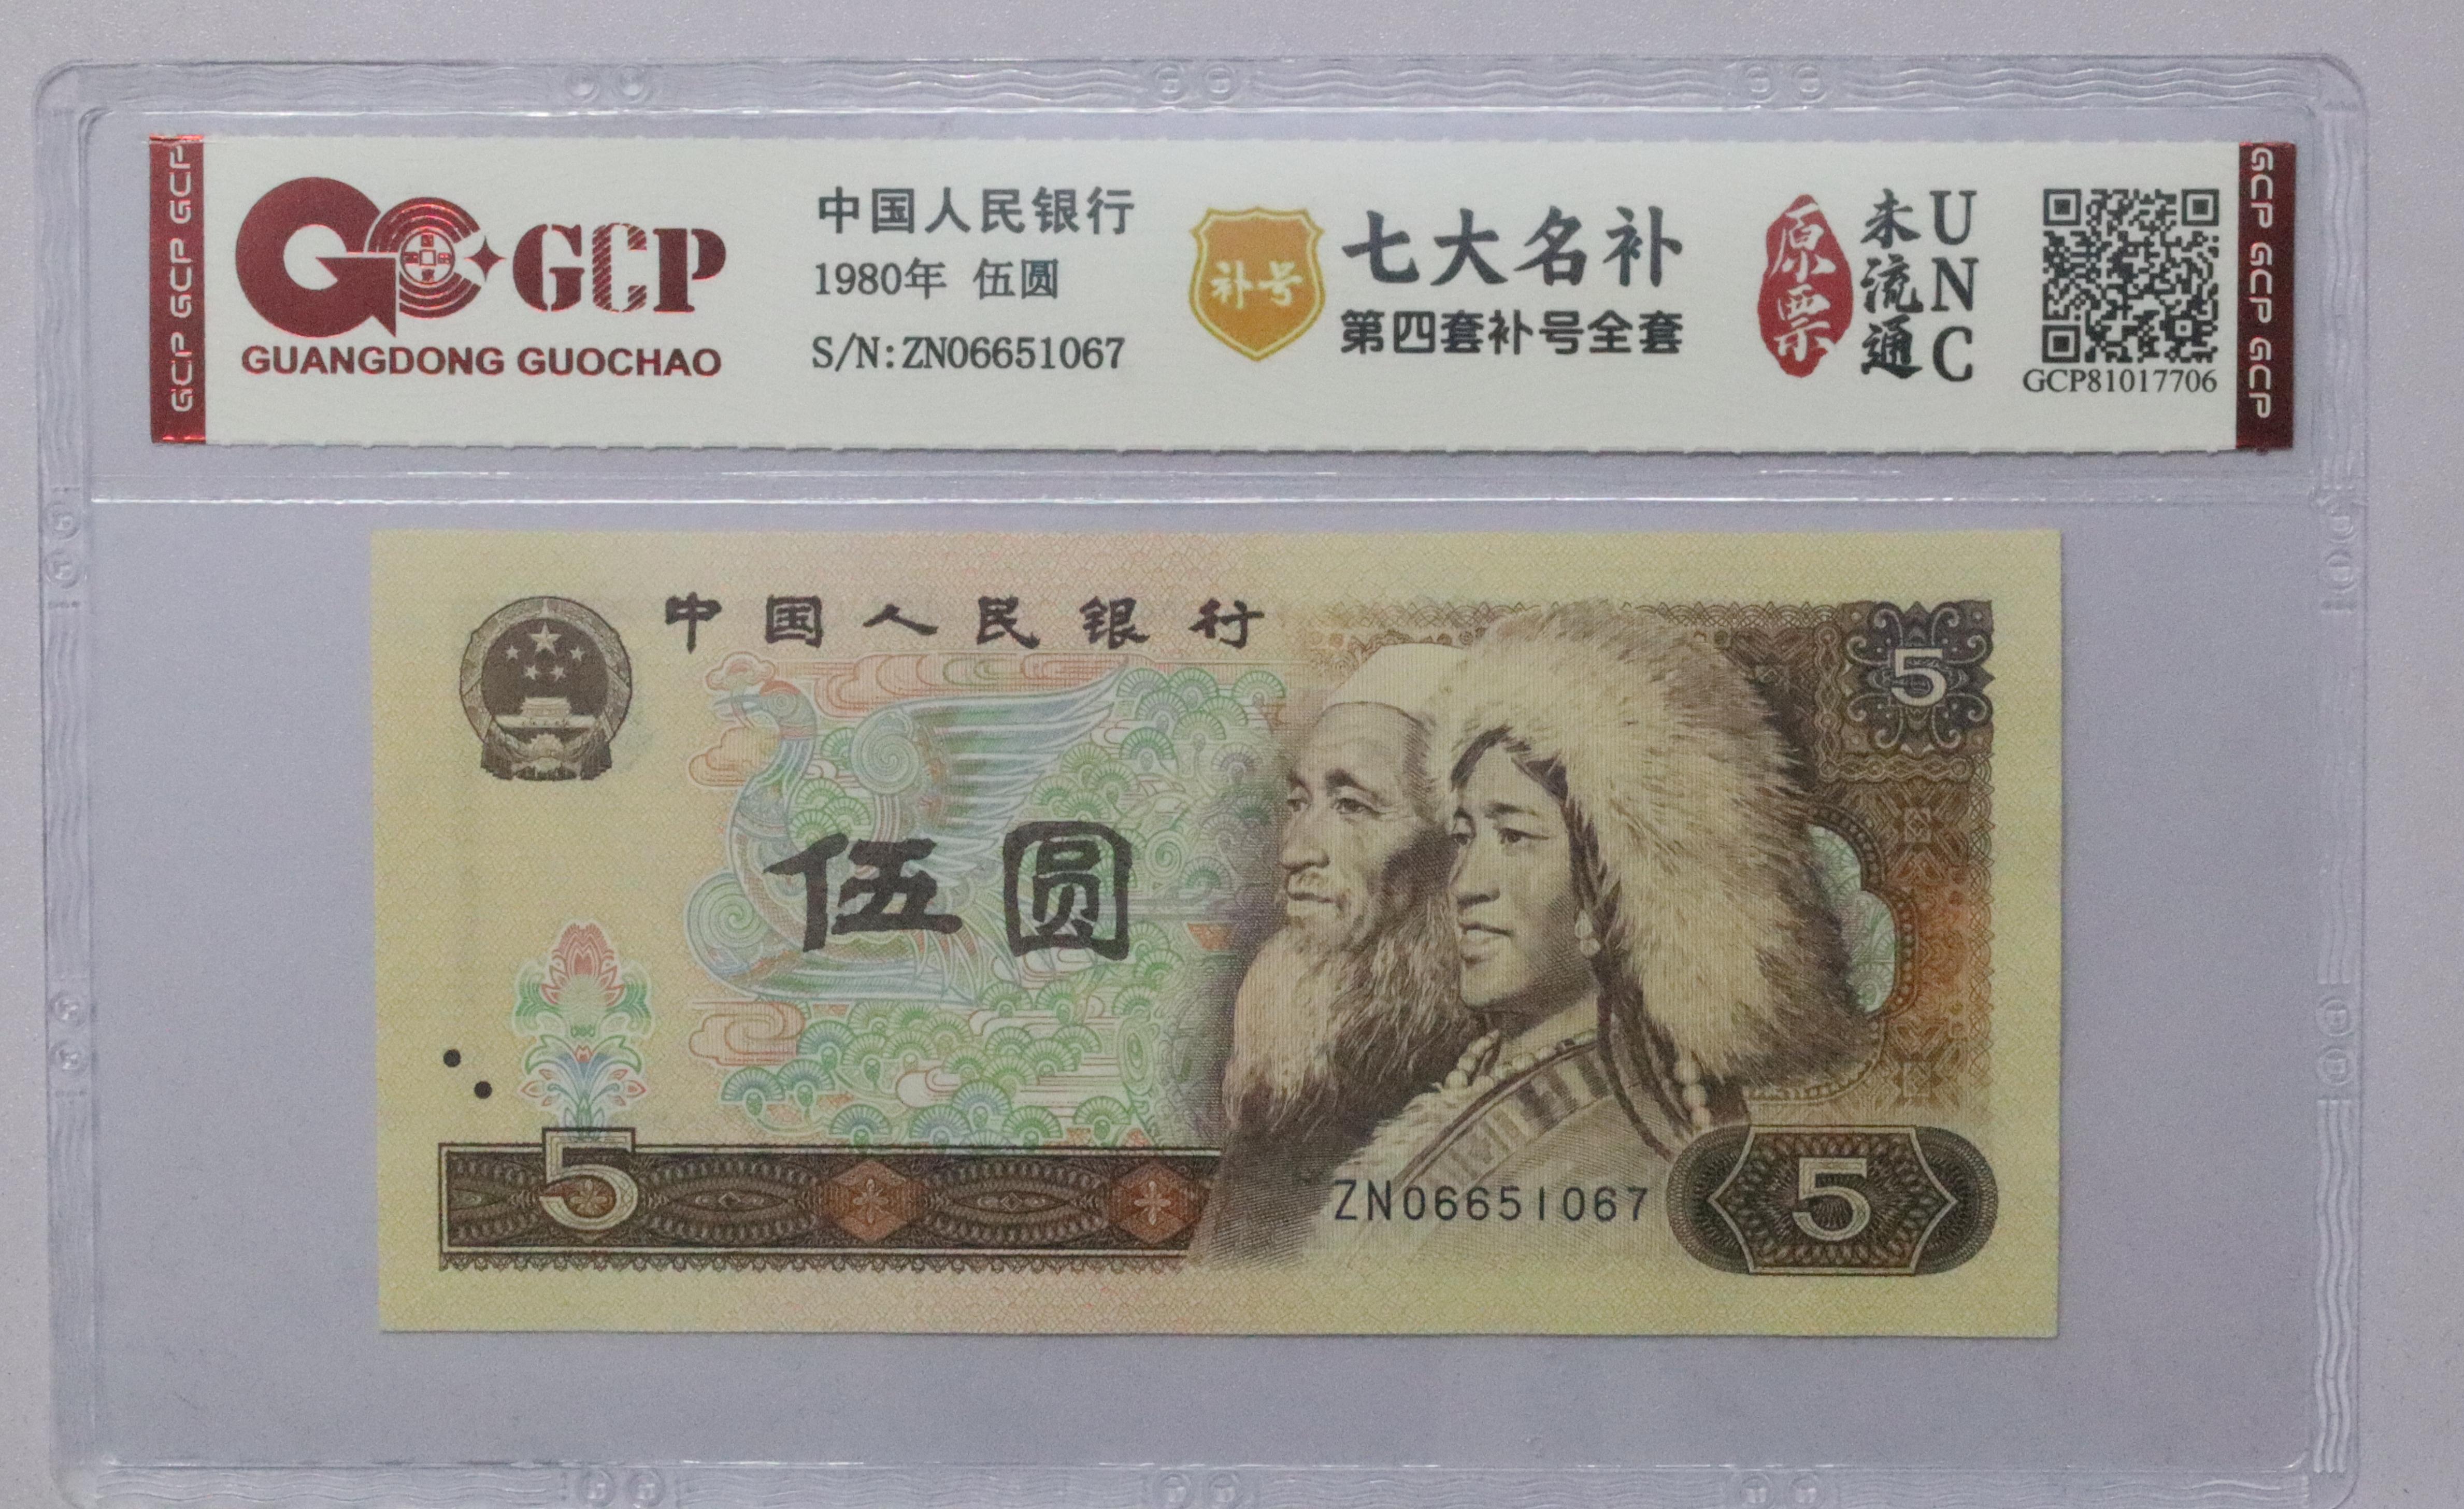 GCP GCP GCP
GCP
GUANGDONG GUOCHAO
中国人民银行
1980年 伍圆
S/N:ZN06651067
补号
七大名补
第四套补号全套
原票
未流通
UNC
GCP81017706
GCP GCP GCP
中国人民银行
5
伍圆
5
ZN06651067
5